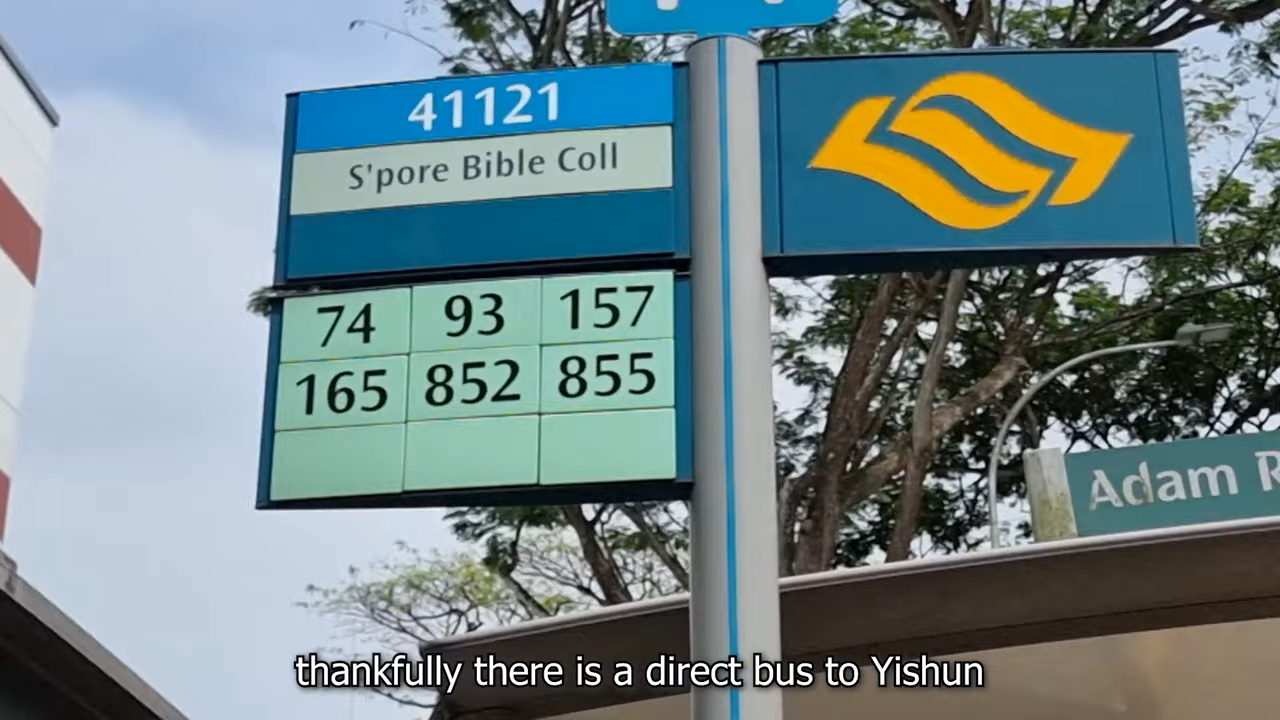 41121
S'pore Bible Coll
74 93 157
165 852 855
Adam
thankfully there is a direct bus to Yishun